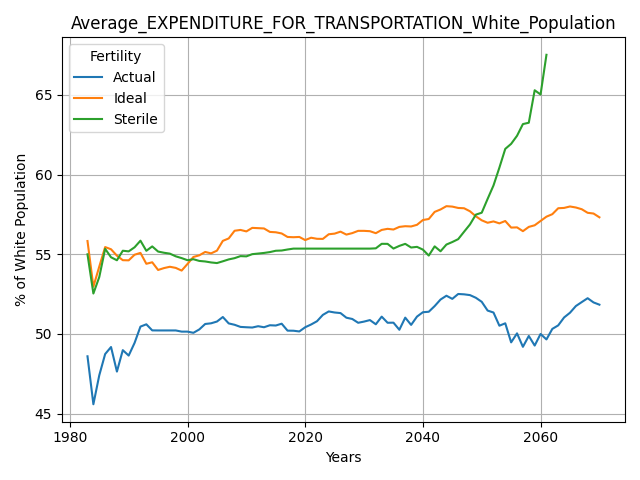 Average_EXPENDITURE_FOR_TRANSPORTATION_White_Population
Fertility
Actual
Ideal
Sterile
% of White Population
65
60
55
50
45
1980
2000
2020
2040
2060
Years